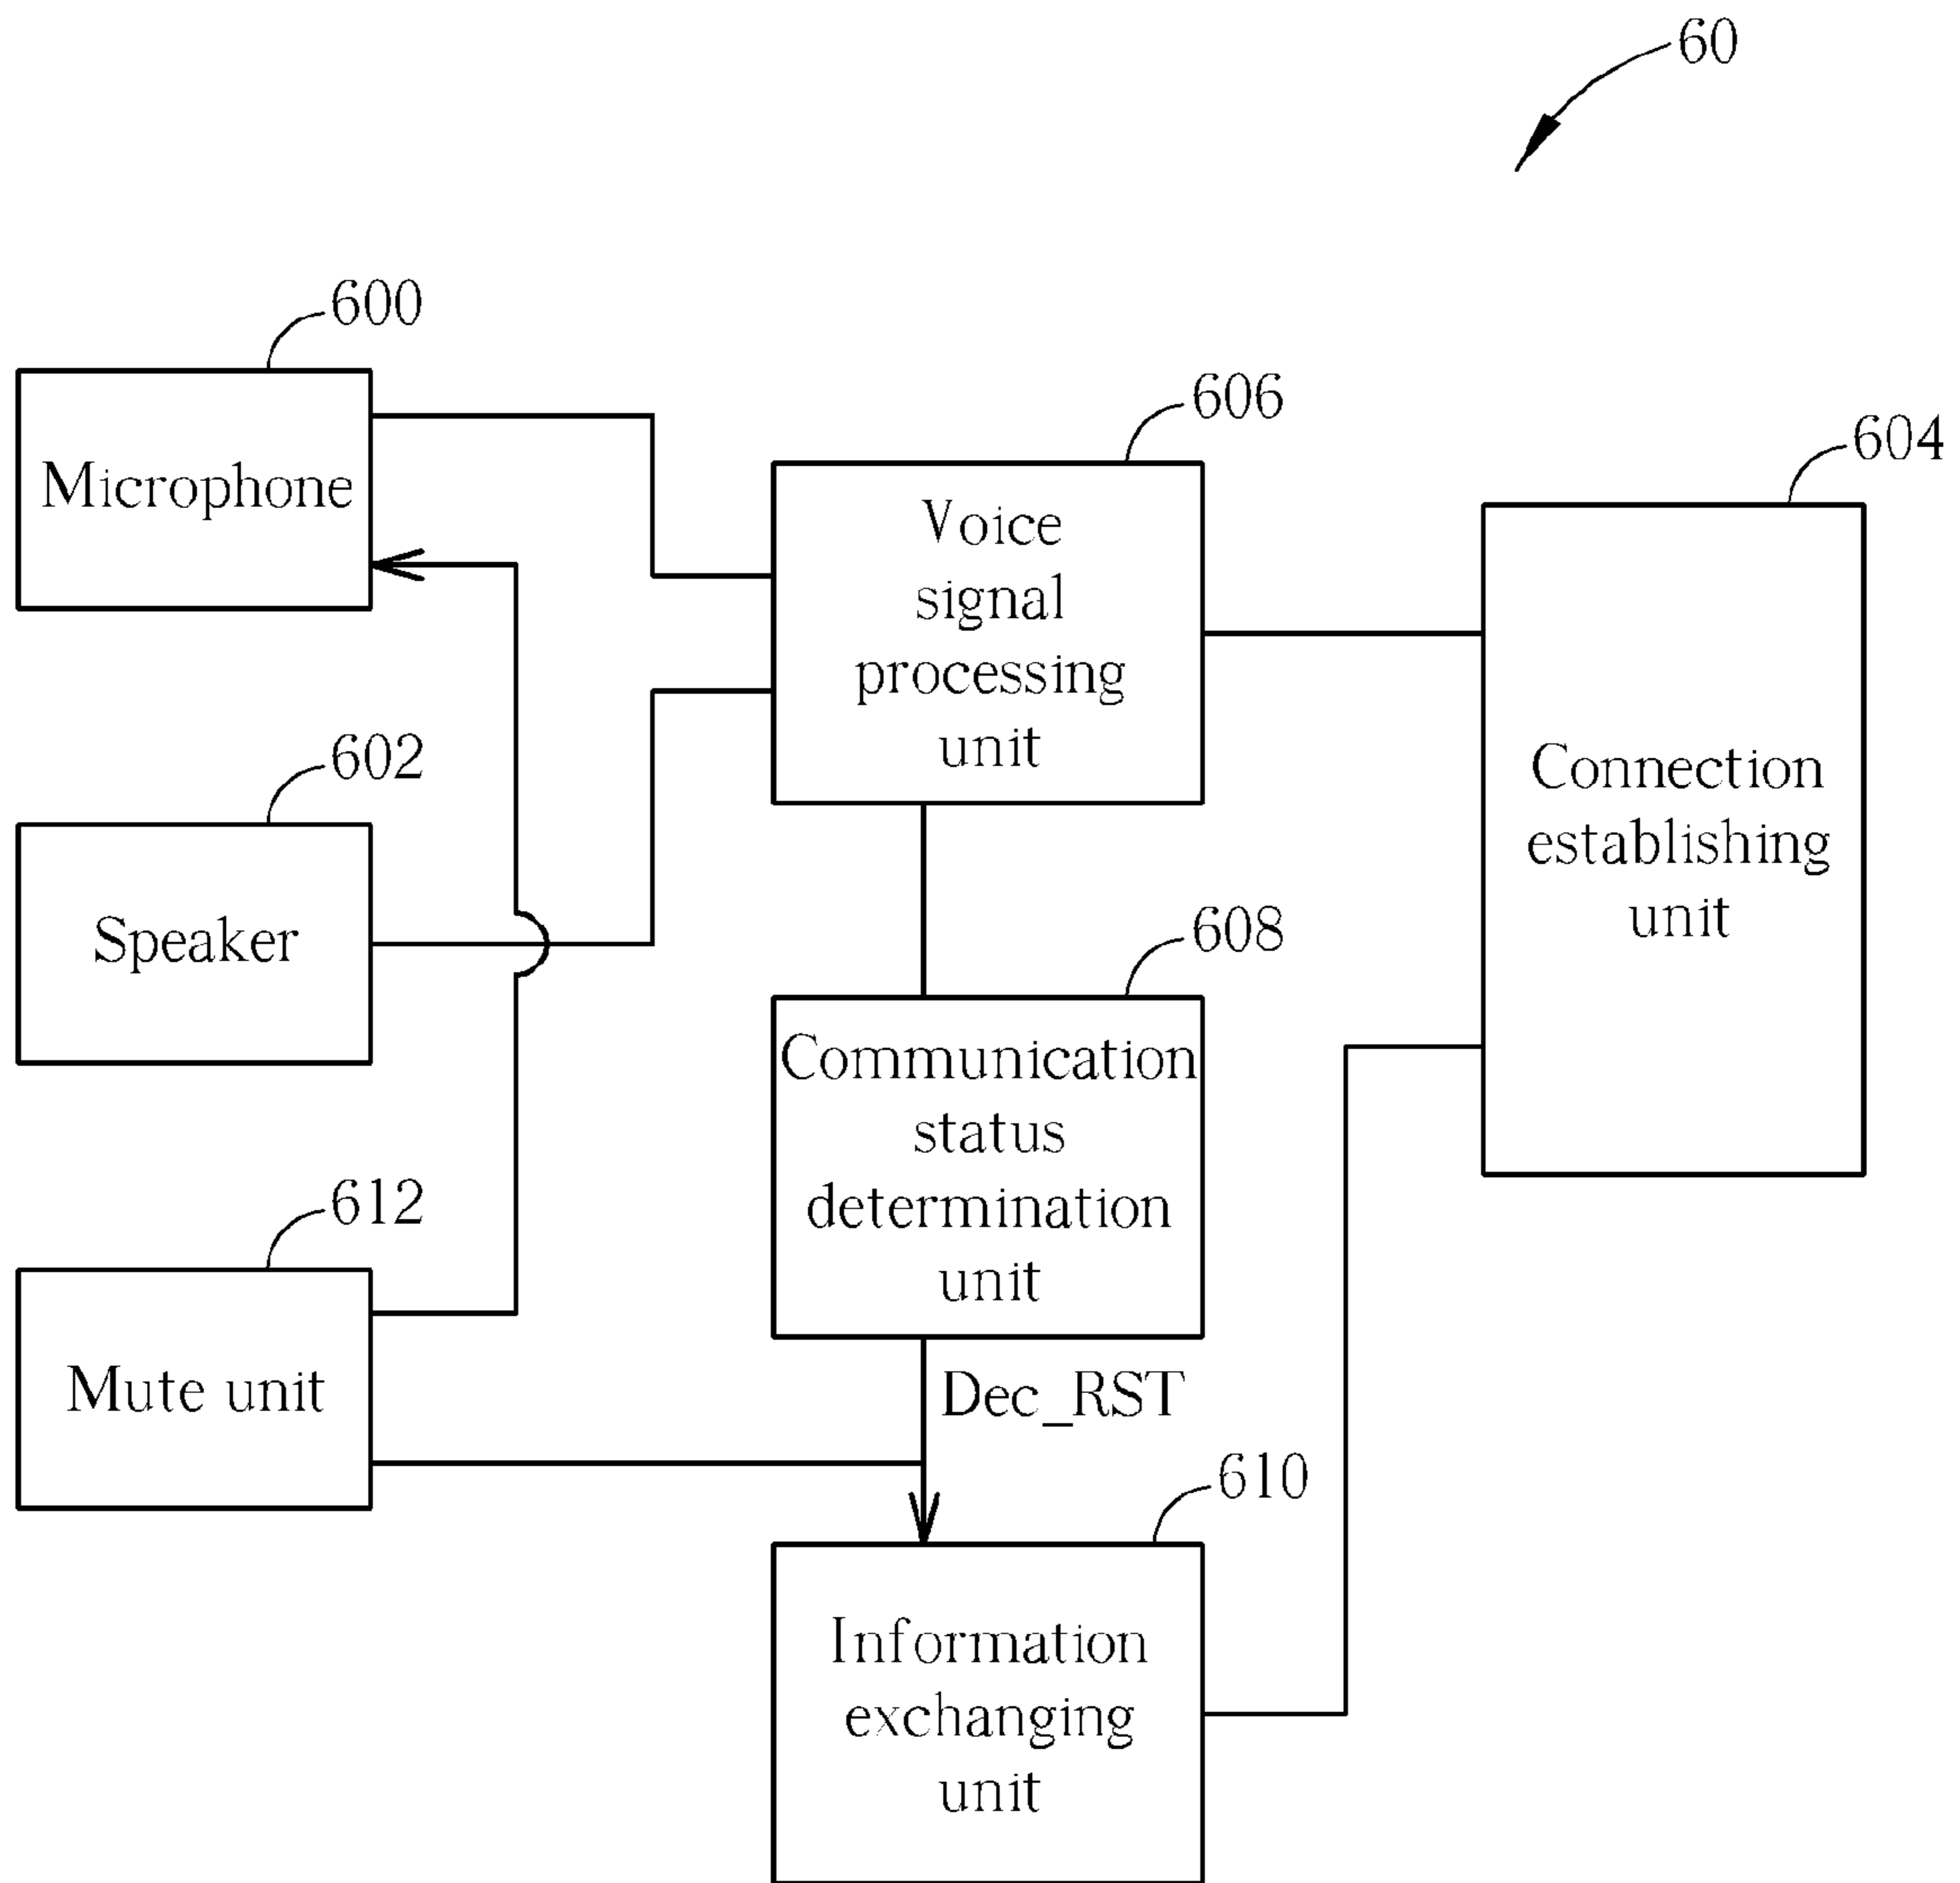 60
600
Microphone
606
Voice
signal
processing
unit
604
Connection
establishing
unit
602
Speaker
608
Communication
status
determination
unit
612
Mute unit
Dec_RST
610
Information
exchanging
unit